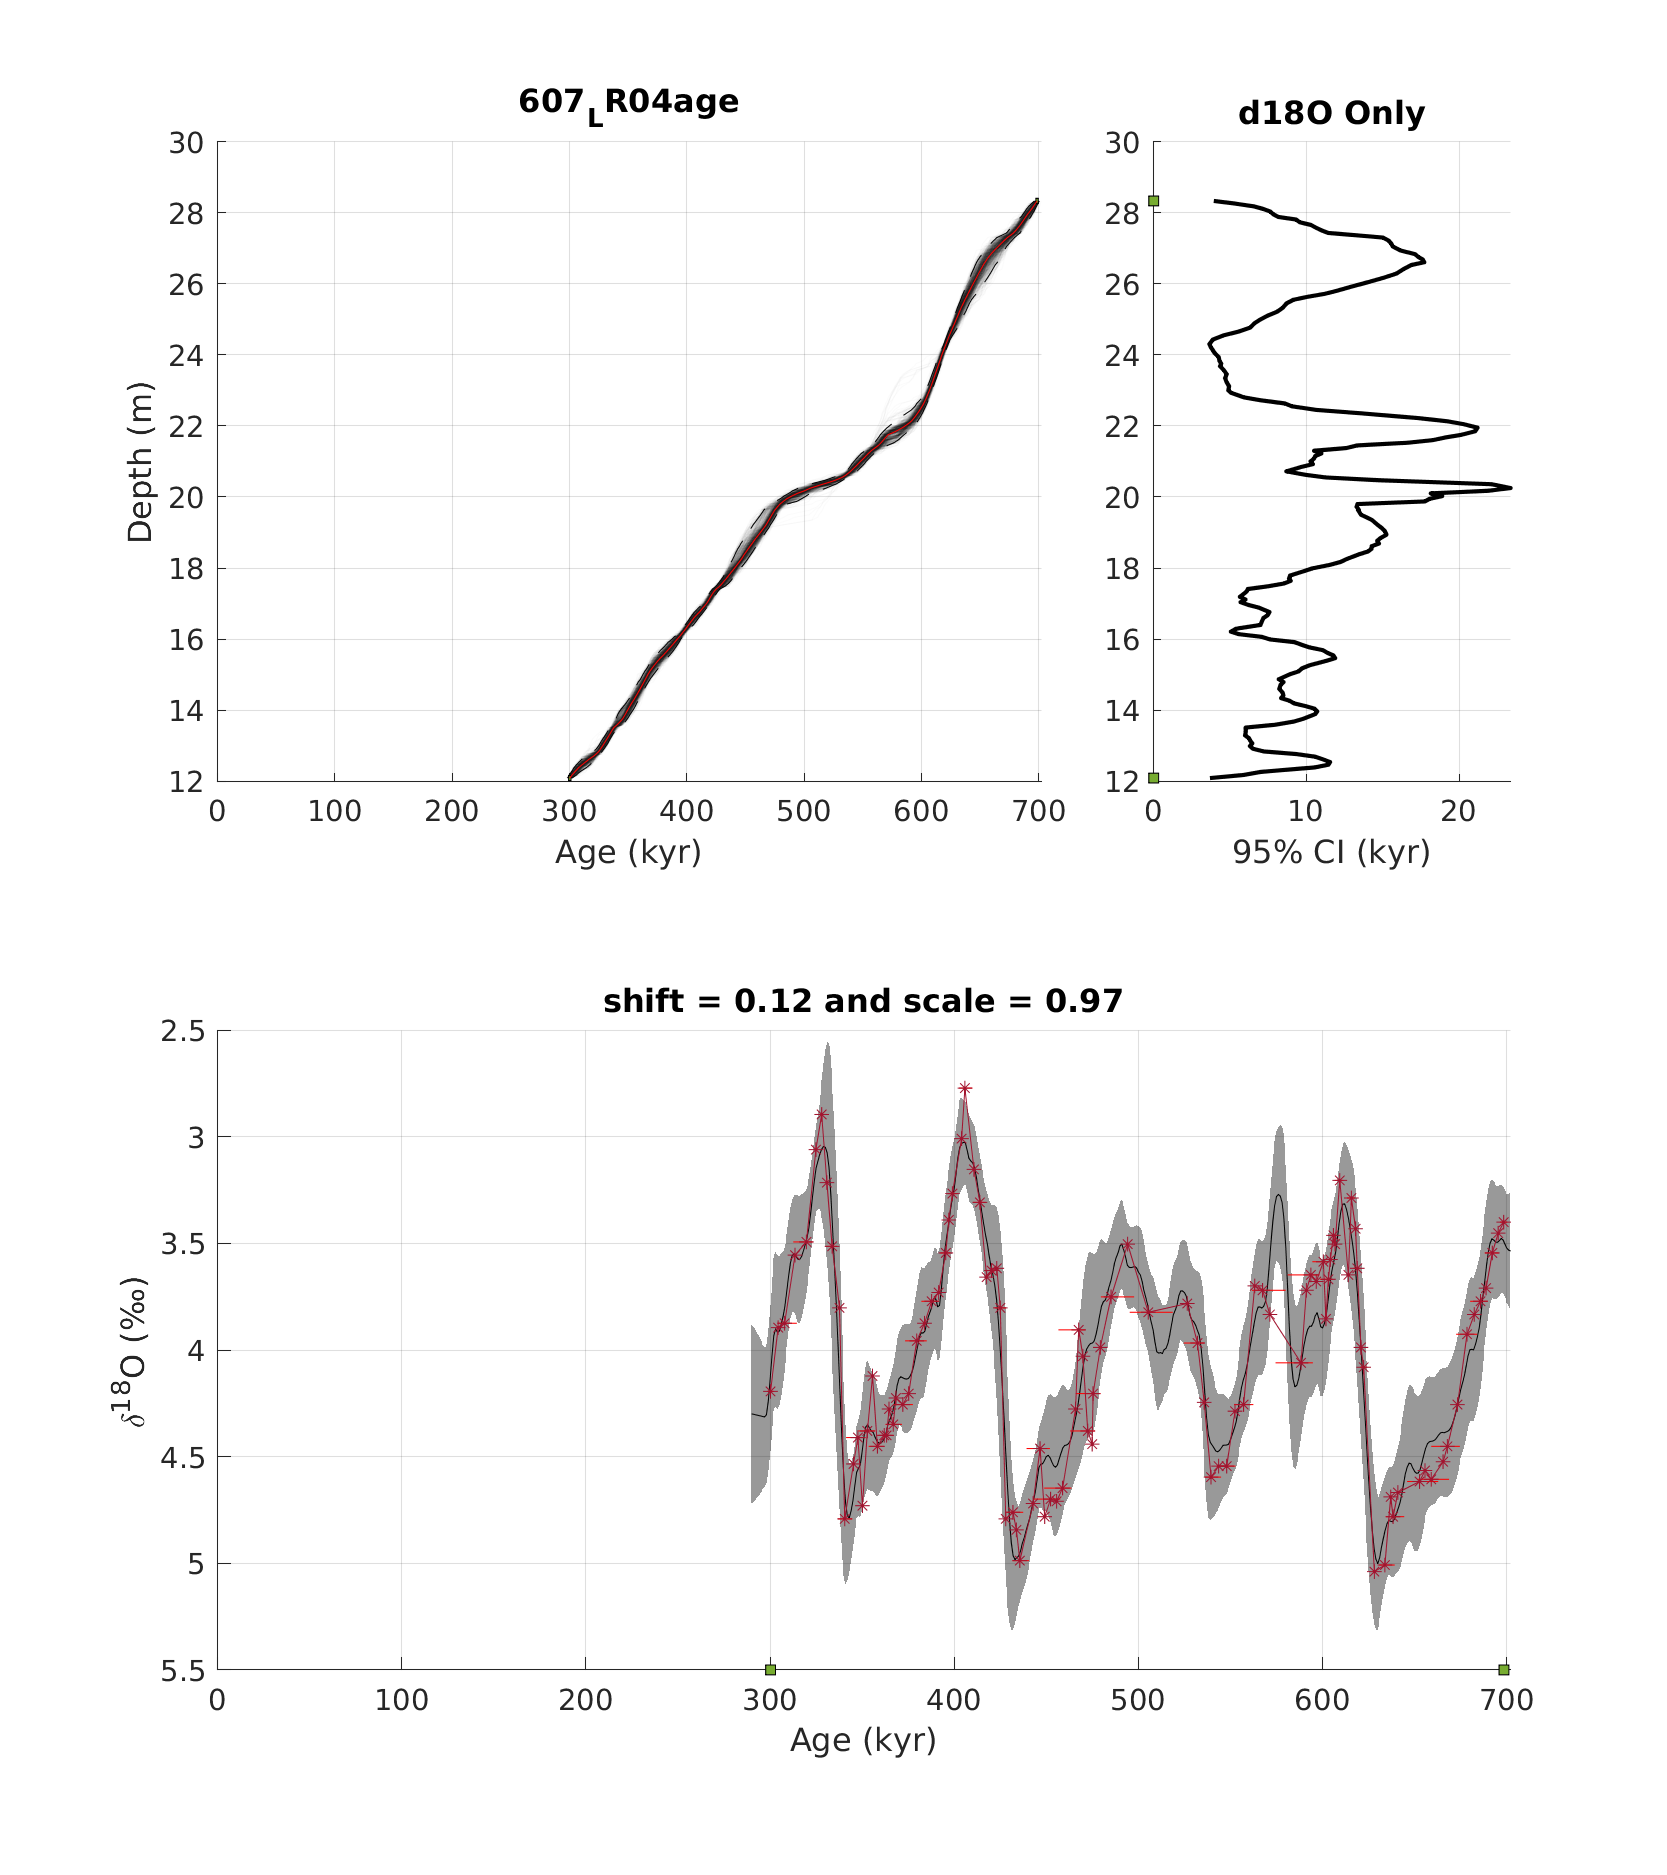 607_LR04age
30
28
26
24
22
20
18
16
14
12
Depth (m)
0 100 200 300 400 500 600 700
Age (kyr)
d18O Only
30
28
26
24
22
20
18
16
14
12
0 10 20
95% CI (kyr)
shift = 0.12 and scale = 0.97
2.5
3
3.5
4
4.5
5
5.5
δ¹⁸O (‰)
0 100 200 300 400 500 600 700
Age (kyr)